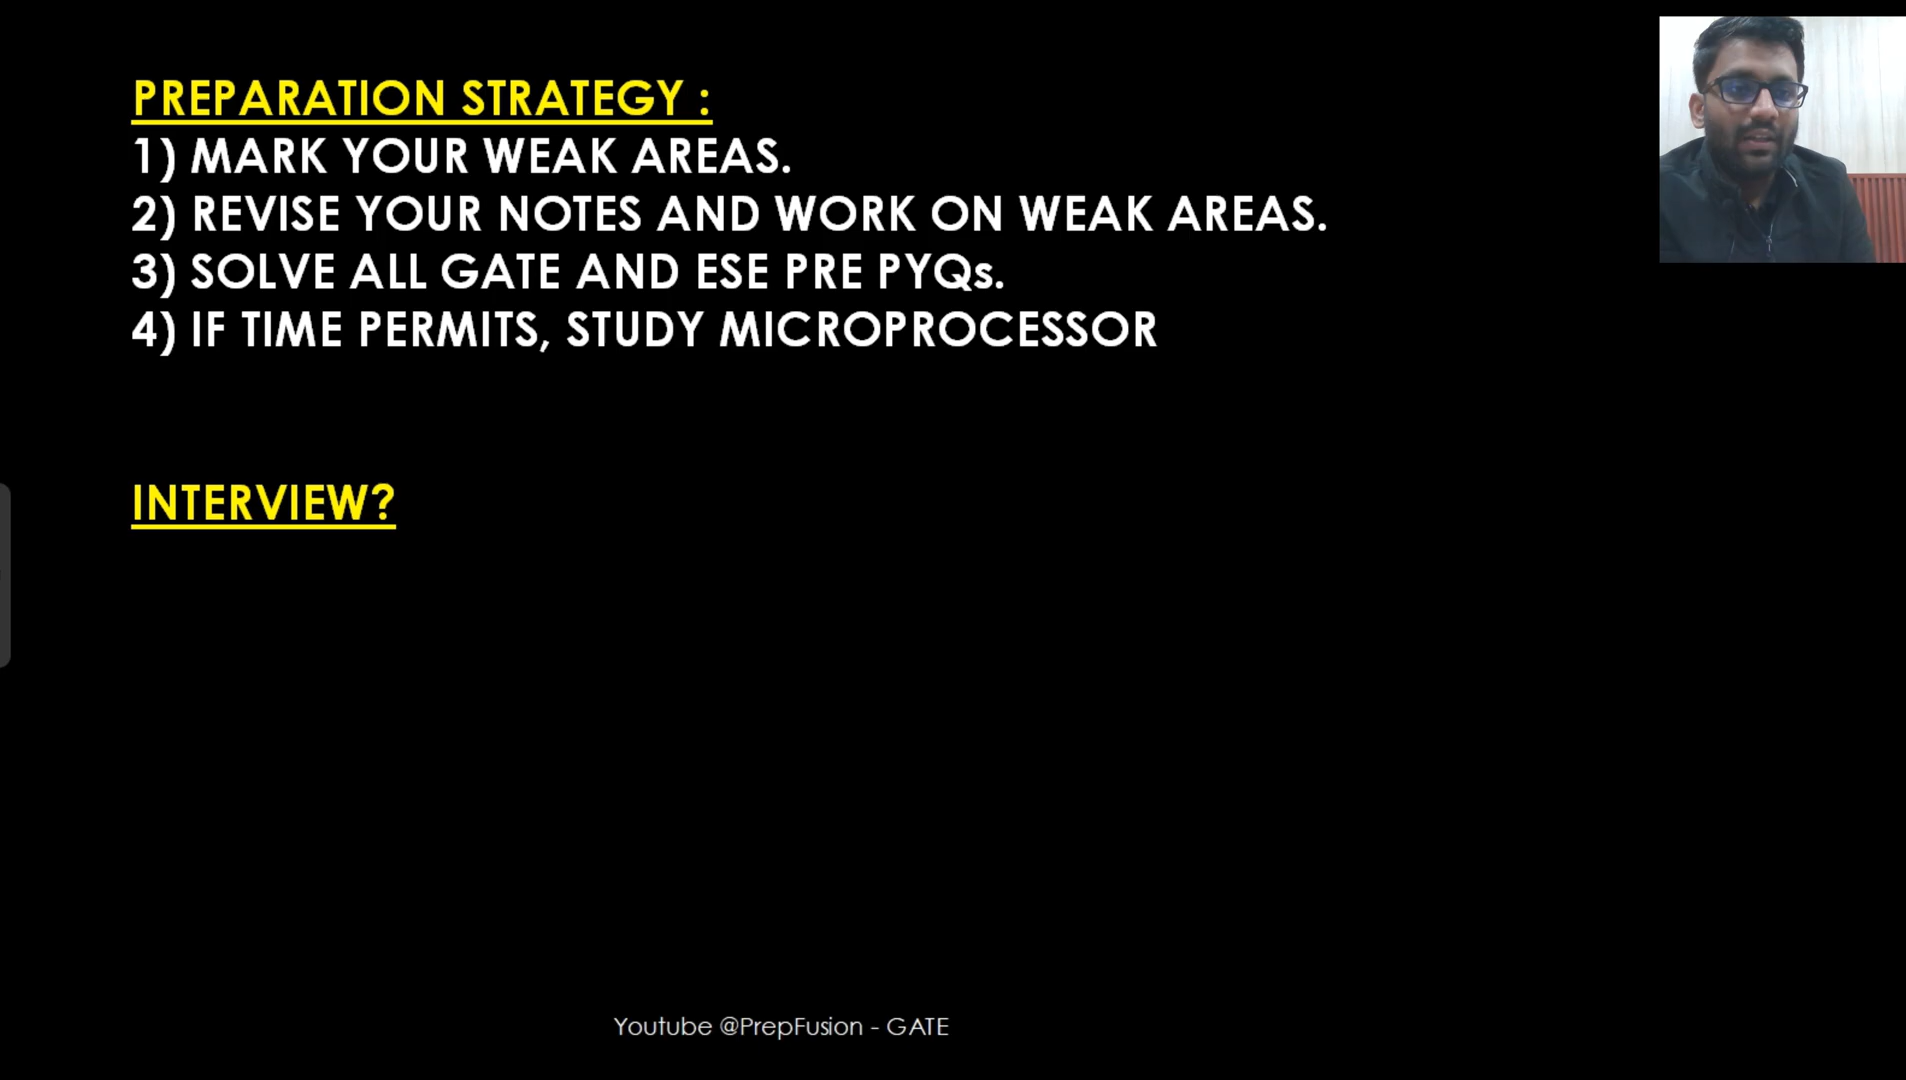 PREPARATION STRATEGY :
1) MARK YOUR WEAK AREAS.
2) REVISE YOUR NOTES AND WORK ON WEAK AREAS.
3) SOLVE ALL GATE AND ESE PRE PYQs.
4) IF TIME PERMITS, STUDY MICROPROCESSOR
INTERVIEW?
Youtube @PrepFusion - GATE